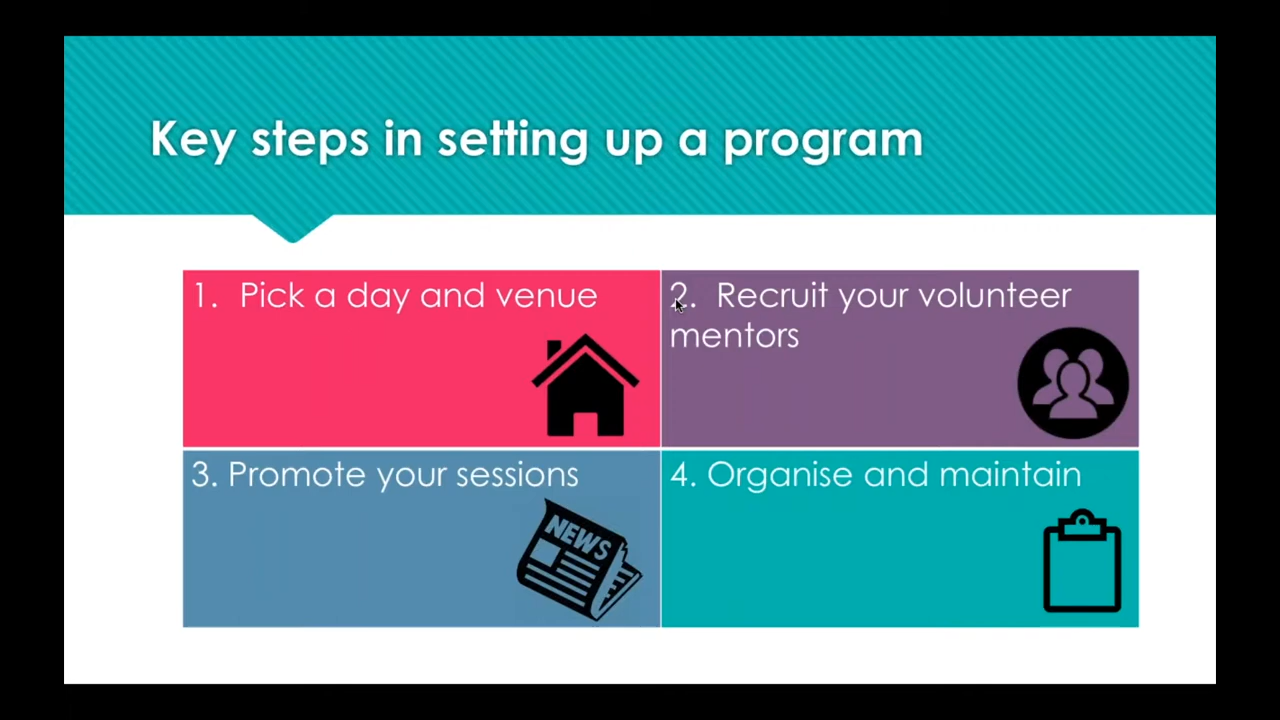 Key steps in setting up a program
1. Pick a day and venue
2. Recruit your volunteer
mentors
3. Promote your sessions
NEWS
4. Organise and maintain